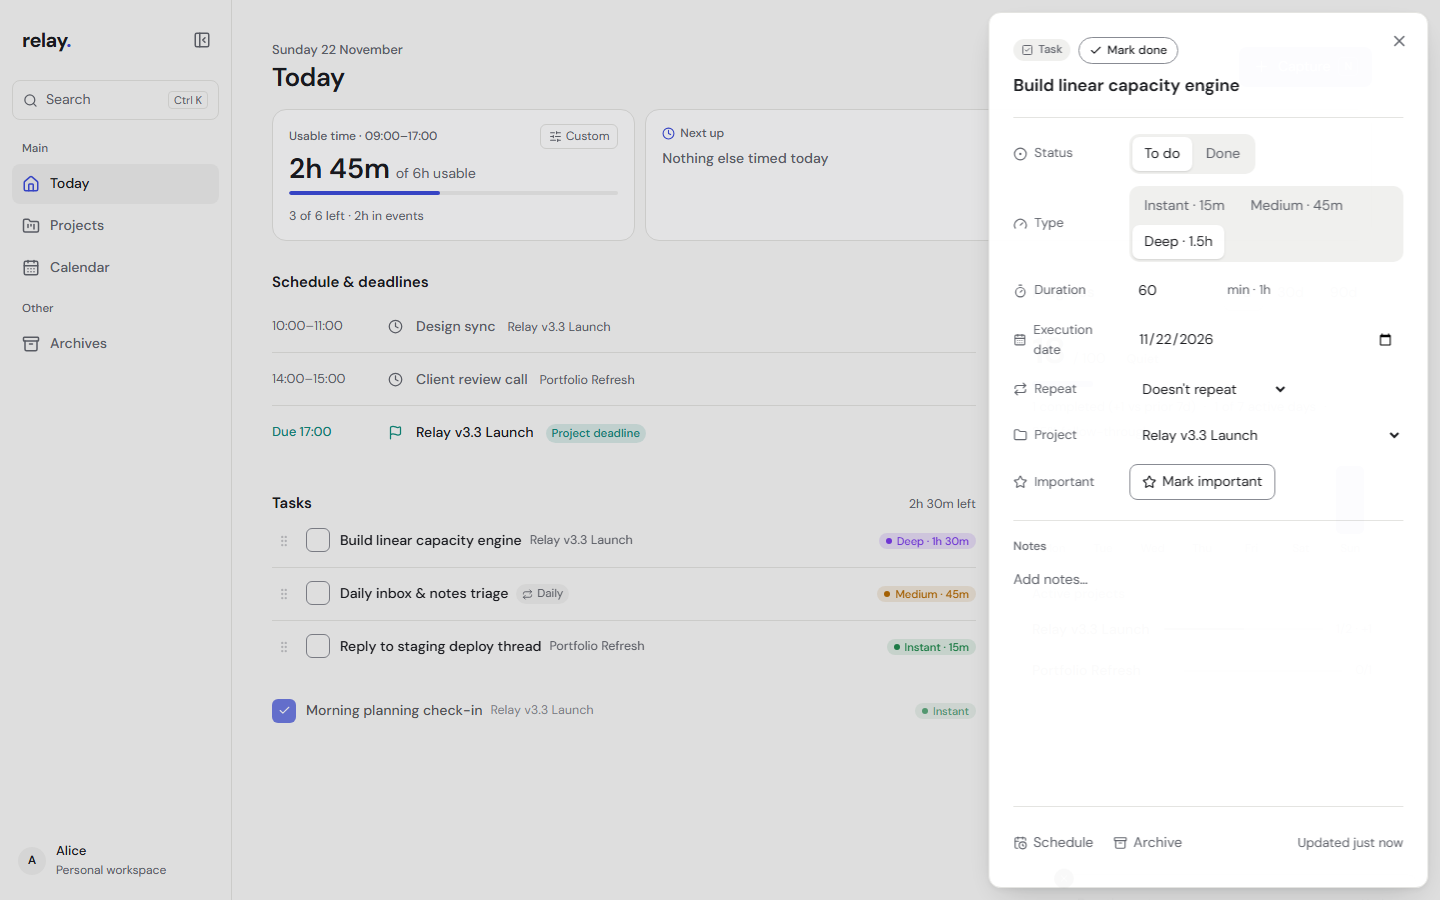 relay.
Search
Ctrl K
Main
Today
Projects
Calendar
Other
Archives
A
Alice
Personal workspace
Sunday 22 November
Today
Usable time · 09:00–17:00
Custom
2h 45m of 6h usable
3 of 6 left · 2h in events
Next up
Nothing else timed today
Schedule & deadlines
10:00–11:00 Design sync Relay v3.3 Launch
14:00–15:00 Client review call Portfolio Refresh
Due 17:00 Relay v3.3 Launch Project deadline
Tasks 2h 30m left
Build linear capacity engine Relay v3.3 Launch Deep · 1h 30m
Daily inbox & notes triage Daily Medium · 45m
Reply to staging deploy thread Portfolio Refresh Instant · 15m
Morning planning check-in Relay v3.3 Launch Instant
Task Mark done
Build linear capacity engine
Status To do Done
Type Instant · 15m Medium · 45m
Deep · 1.5h
Duration 60 min · 1h
Execution date 11/22/2026
Repeat Doesn't repeat
Project Relay v3.3 Launch
Important Mark important
Notes
Add notes...
Schedule Archive Updated just now